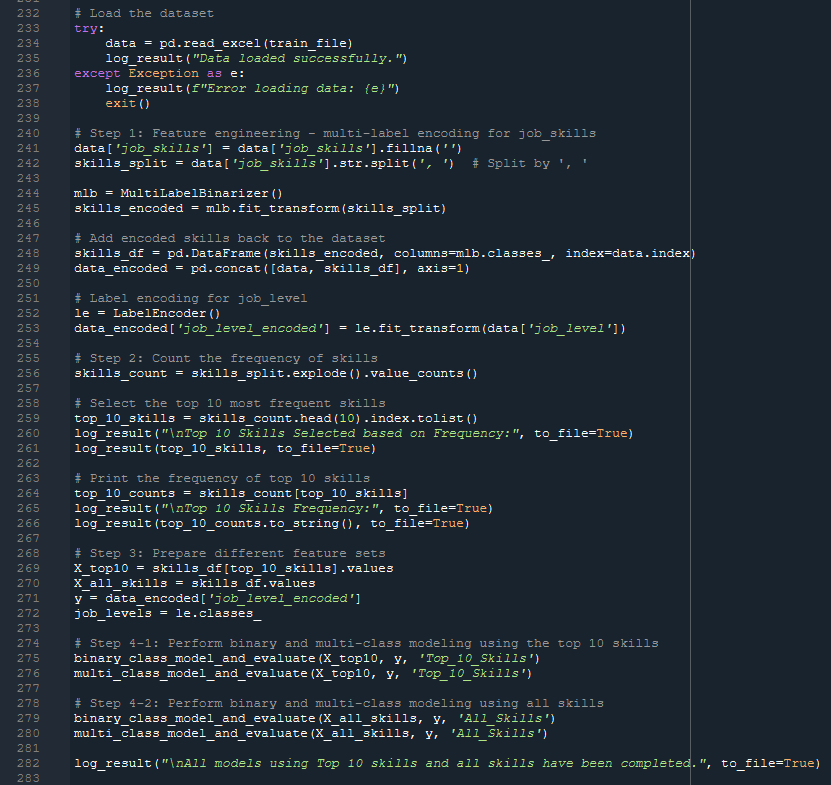 232 # Load the dataset
233 try:
234     data = pd.read_excel(train_file)
235     log_result("Data loaded successfully.")
236 except Exception as e:
237     log_result(f"Error loading data: {e}")
238     exit()
239
240 # Step 1: Feature engineering - multi-label encoding for job_skills
241 data['job_skills'] = data['job_skills'].fillna('')
242 skills_split = data['job_skills'].str.split(', ')  # Split by ', '
243
244 mlb = MultiLabelBinarizer()
245 skills_encoded = mlb.fit_transform(skills_split)
246
247 # Add encoded skills back to the dataset
248 skills_df = pd.DataFrame(skills_encoded, columns=mlb.classes_, index=data.index)
249 data_encoded = pd.concat([data, skills_df], axis=1)
250
251 # Label encoding for job_level
252 le = LabelEncoder()
253 data_encoded['job_level_encoded'] = le.fit_transform(data['job_level'])
254
255 # Step 2: Count the frequency of skills
256 skills_count = skills_split.explode().value_counts()
257
258 # Select the top 10 most frequent skills
259 top_10_skills = skills_count.head(10).index.tolist()
260 log_result("\nTop 10 Skills Selected based on Frequency:", to_file=True)
261 log_result(top_10_skills, to_file=True)
262
263 # Print the frequency of top 10 skills
264 top_10_counts = skills_count[top_10_skills]
265 log_result("\nTop 10 Skills Frequency:", to_file=True)
266 log_result(top_10_counts.to_string(), to_file=True)
267
268 # Step 3: Prepare different feature sets
269 X_top10 = skills_df[top_10_skills].values
270 X_all_skills = skills_df.values
271 y = data_encoded['job_level_encoded']
272 job_levels = le.classes_
273
274 # Step 4-1: Perform binary and multi-class modeling using the top 10 skills
275 binary_class_model_and_evaluate(X_top10, y, 'Top_10_Skills')
276 multi_class_model_and_evaluate(X_top10, y, 'Top_10_Skills')
277
278 # Step 4-2: Perform binary and multi-class modeling using all skills
279 binary_class_model_and_evaluate(X_all_skills, y, 'All_Skills')
280 multi_class_model_and_evaluate(X_all_skills, y, 'All_Skills')
281
282 log_result("\nAll models using Top 10 skills and all skills have been completed.", to_file=True)
283